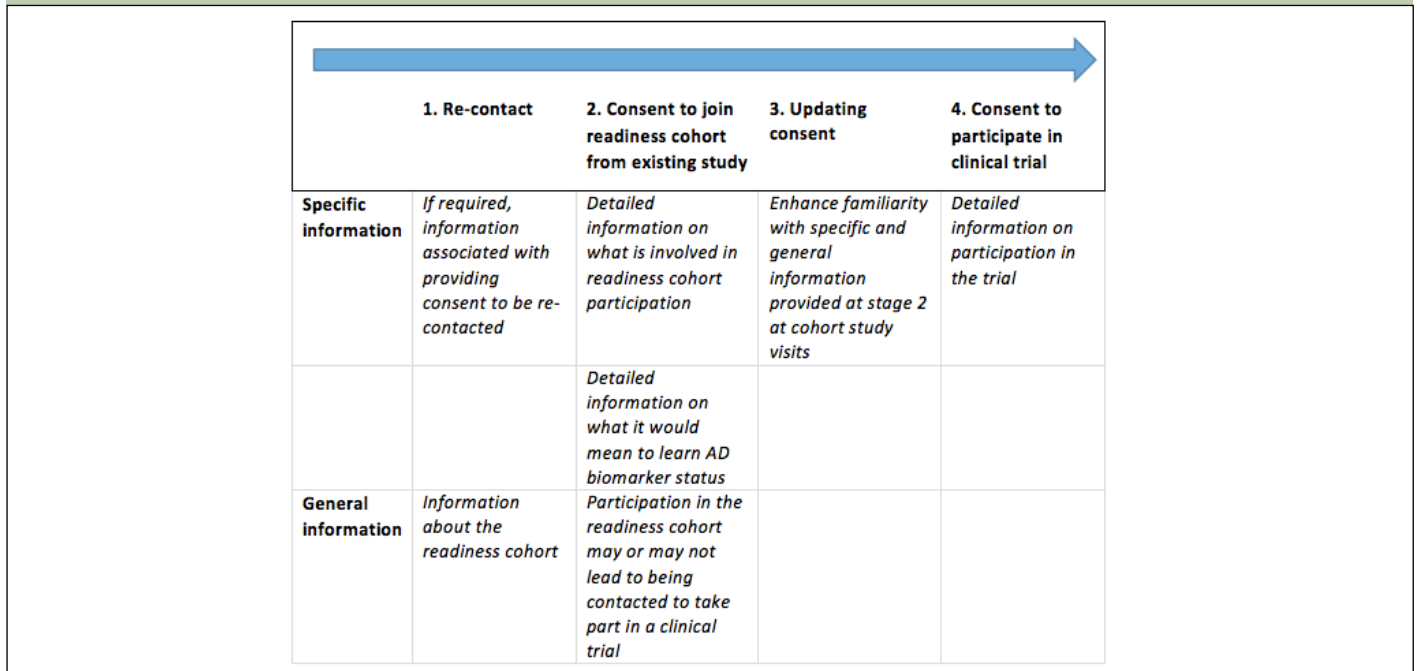 1. Re-contact
2. Consent to join
readiness cohort
from existing study
3. Updating
consent
4. Consent to
participate in
clinical trial
Specific
information
If required,
information
associated with
providing
consent to be re-
contacted
Detailed
information on
what is involved in
readiness cohort
participation
Enhance familiarity
with specific and
general
information
provided at stage 2
at cohort study
visits
Detailed
information on
participation in
the trial
Detailed
information on
what it would
mean to learn AD
biomarker status
General
information
Information
about the
readiness cohort
Participation in the
readiness cohort
may or may not
lead to being
contacted to take
part in a clinical
trial